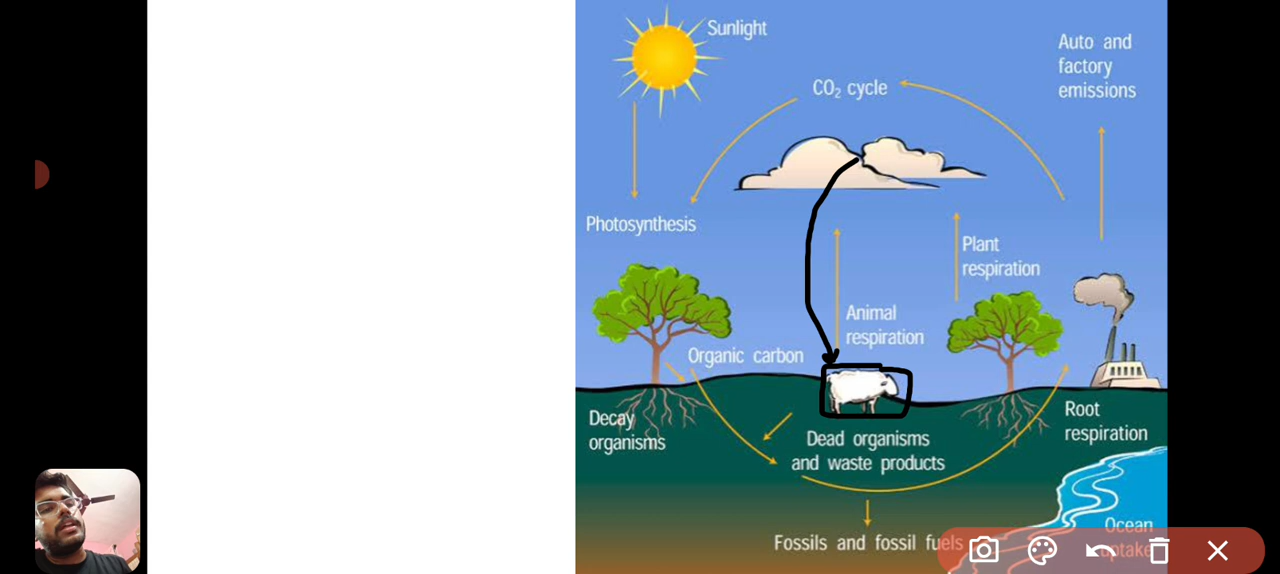 Sunlight
Auto and
factory
emissions
CO₂ cycle
Photosynthesis
Plant
respiration
Animal
respiration
Organic carbon
Decay
organisms
Root
respiration
Dead organisms
and waste products
Fossils and fossil fuels
Ocean
uptake